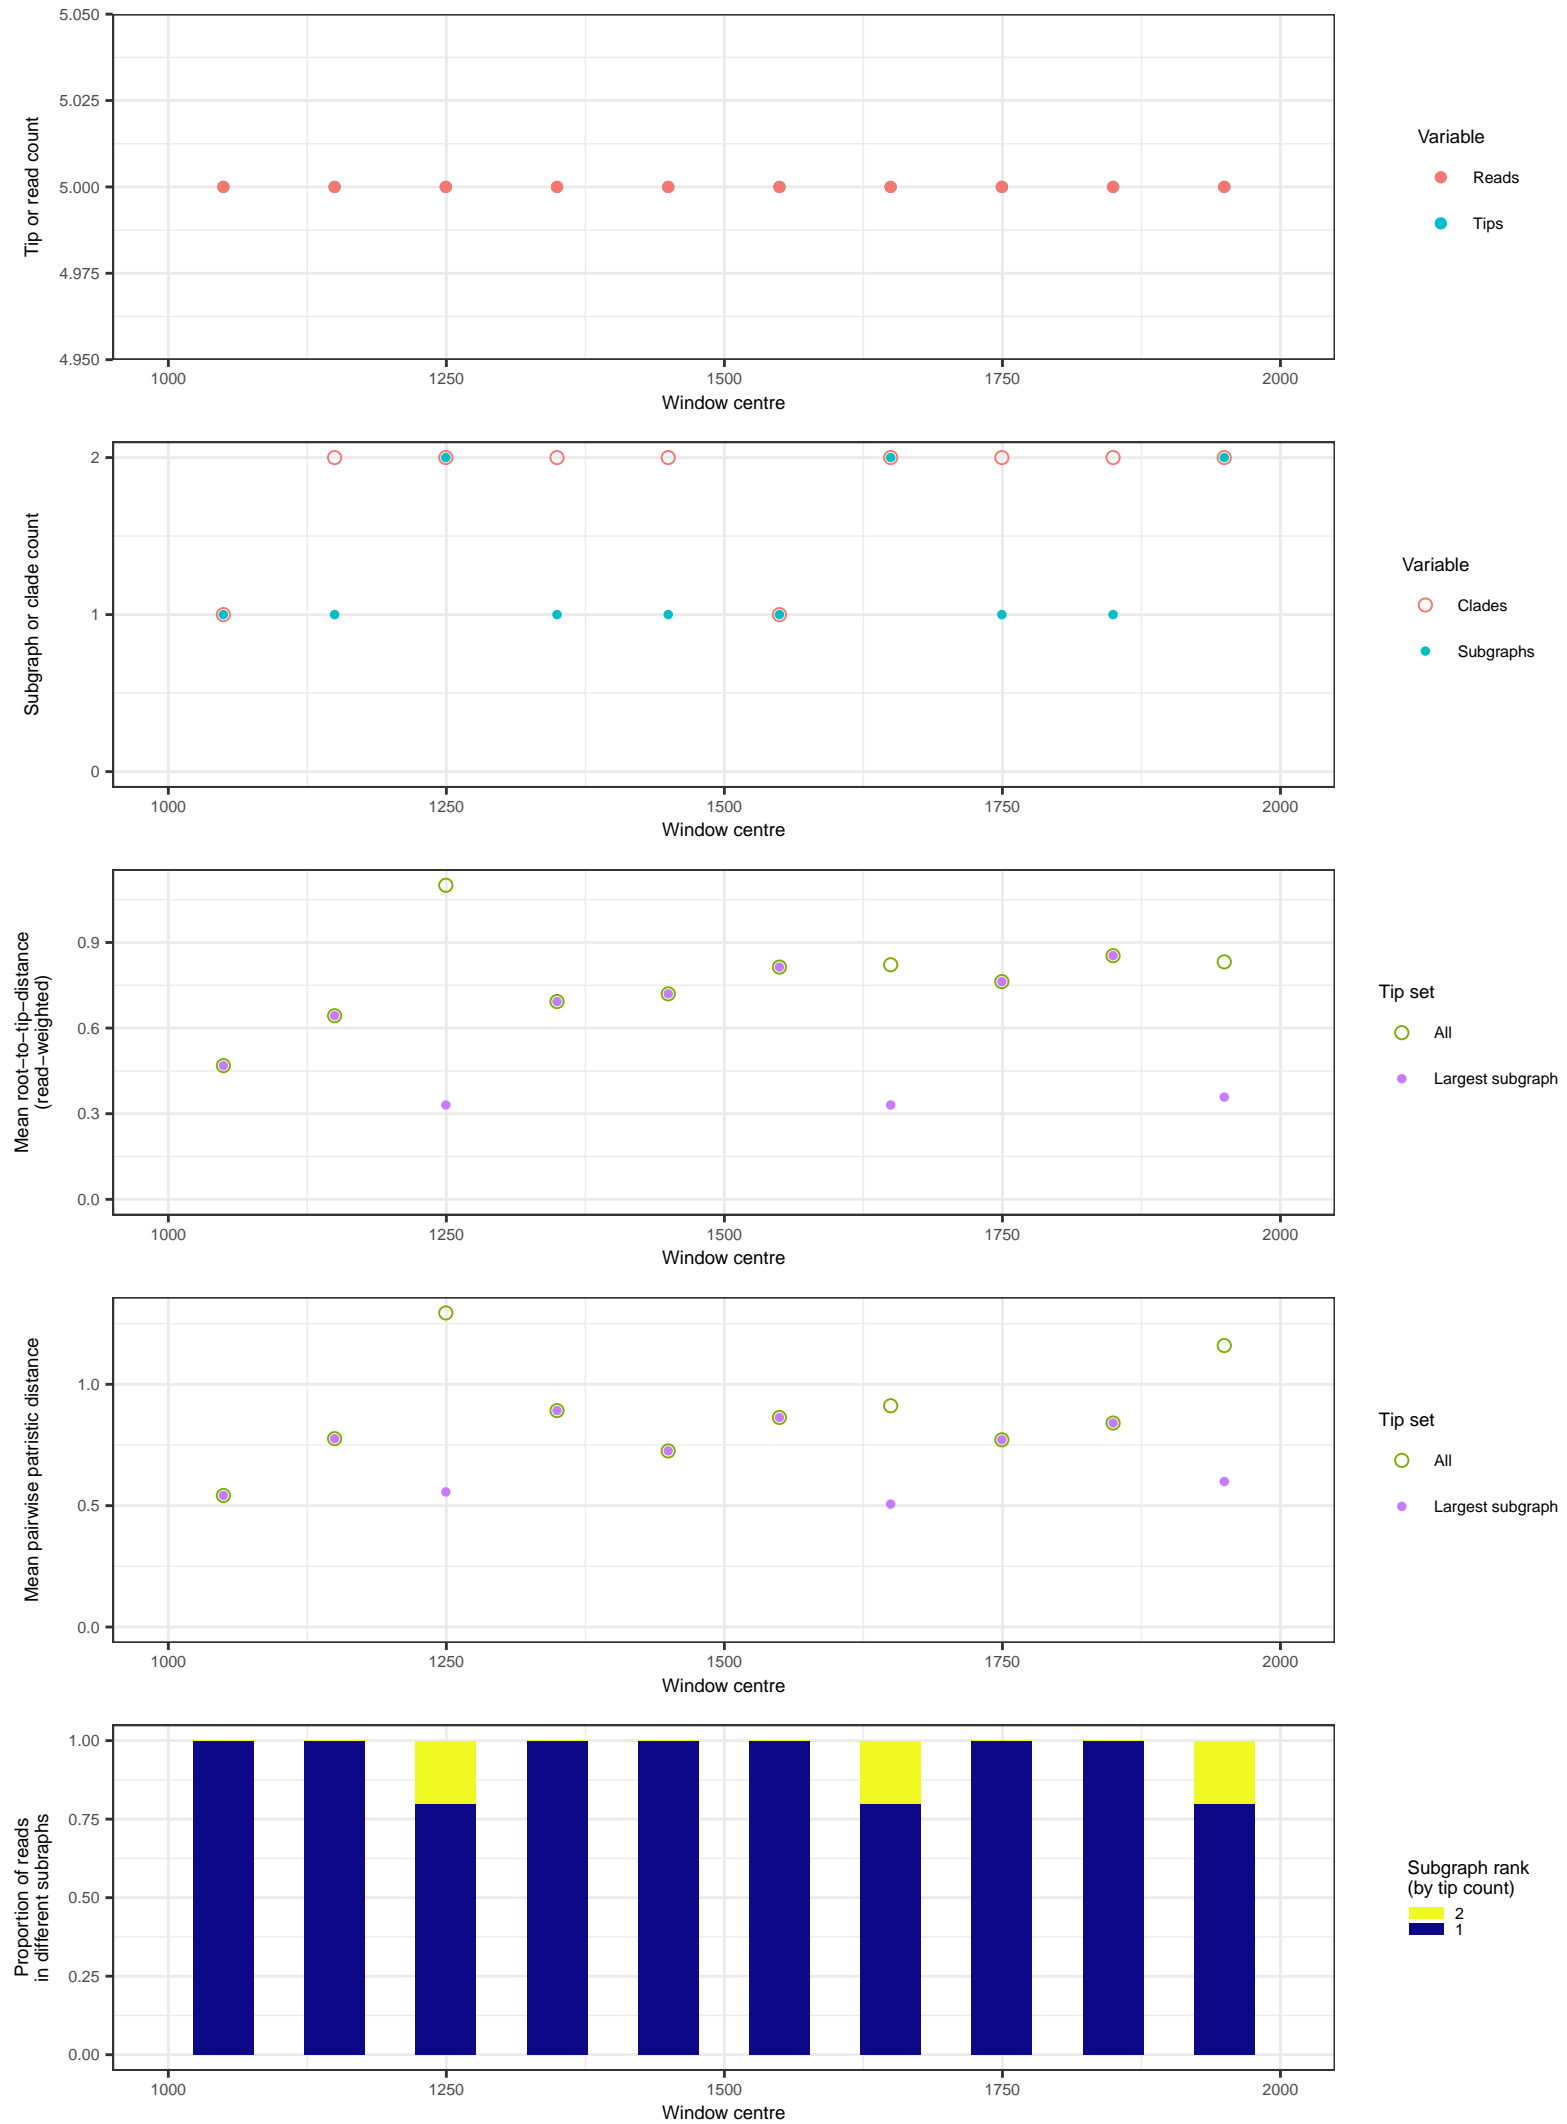 5.050
5.025
5.000
4.975
4.950
Tip or read count
1000 1250 1500 1750 2000
Window centre
Variable
Reads
Tips
2
1
0
Subgraph or clade count
1000 1250 1500 1750 2000
Window centre
Variable
Clades
Subgraphs
0.9
0.6
0.3
0.0
Mean root−to−tip−distance
(read−weighted)
1000 1250 1500 1750 2000
Window centre
Tip set
All
Largest subgraph
1.0
0.5
0.0
Mean pairwise patristic distance
1000 1250 1500 1750 2000
Window centre
Tip set
All
Largest subgraph
1.00
0.75
0.50
0.25
0.00
Proportion of reads
in different subraphs
1000 1250 1500 1750 2000
Window centre
Subgraph rank
(by tip count)
2
1